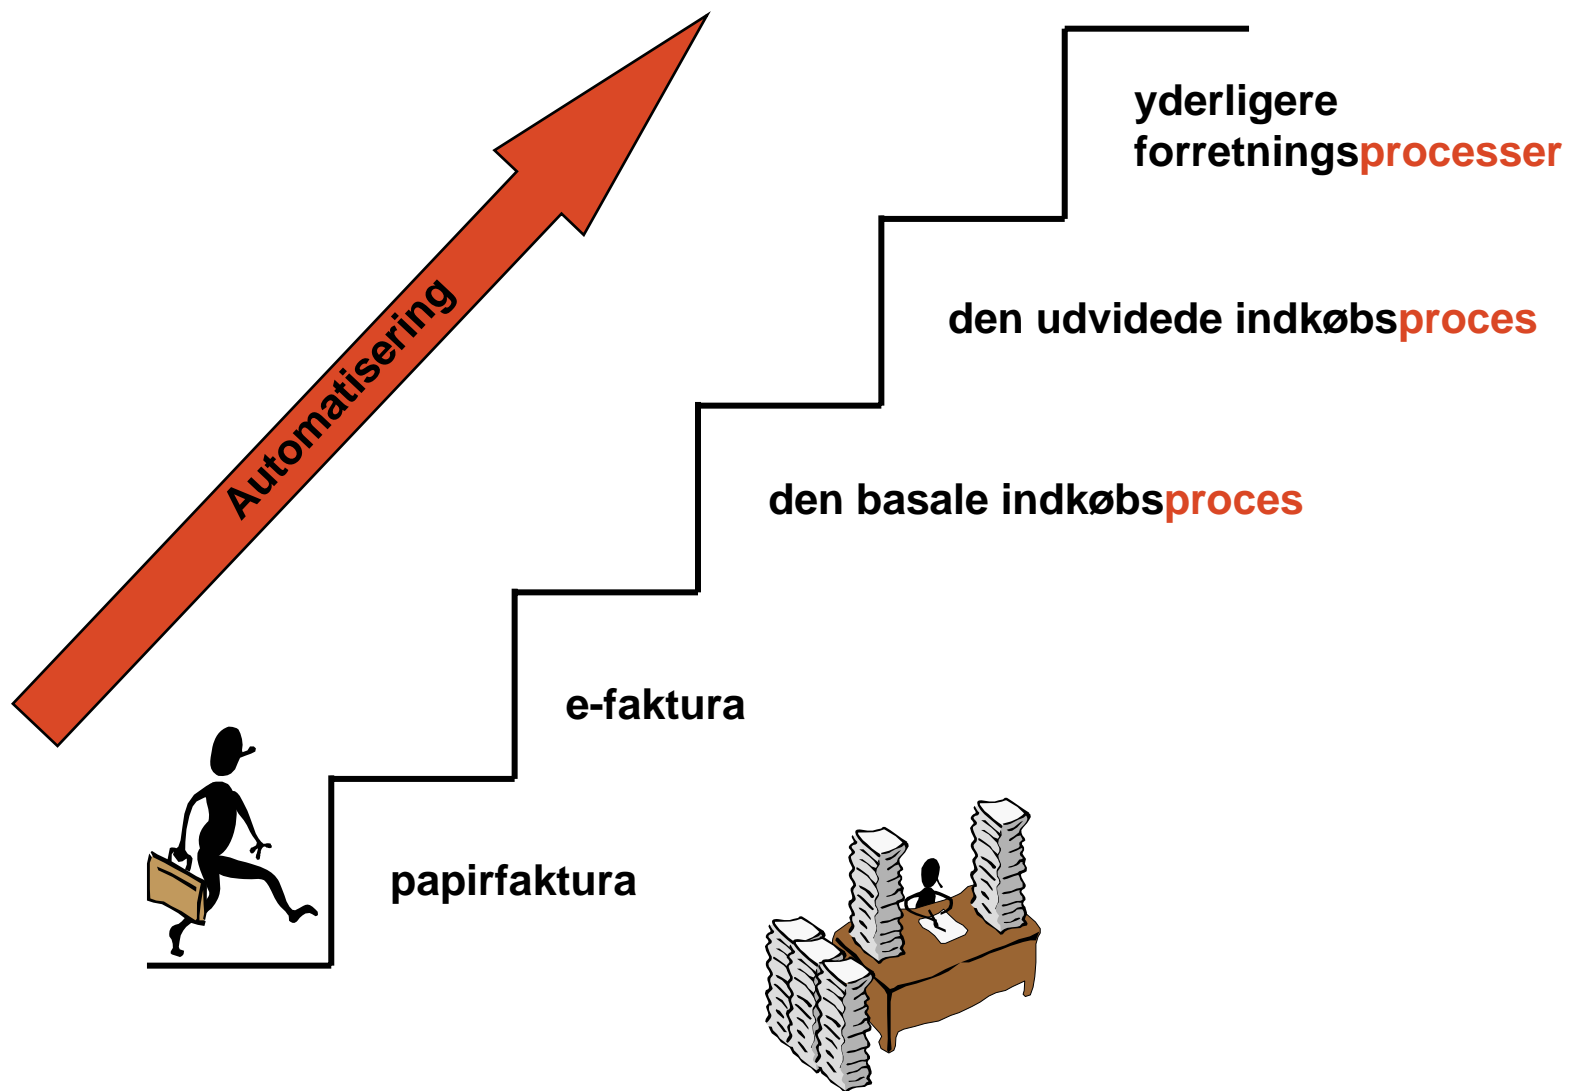 yderligere
forretningsprocesser
den udvidede indkøbsproces
Automatisering
den basale indkøbsproces
e-faktura
papirfaktura